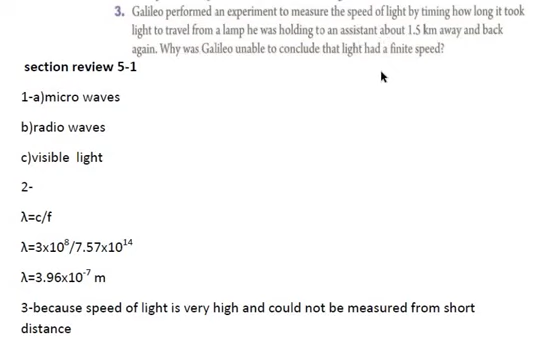 3. Galileo performed an experiment to measure the speed of light by timing how long it took
light to travel from a lamp he was holding to an assistant about 1.5 km away and back
again. Why was Galileo unable to conclude that light had a finite speed?
section review 5-1
1-a)micro waves
b)radio waves
c)visible light
2-
λ=c/f
λ=3x10⁸/7.57x10¹⁴
λ=3.96x10⁻⁷ m
3-because speed of light is very high and could not be measured from short
distance